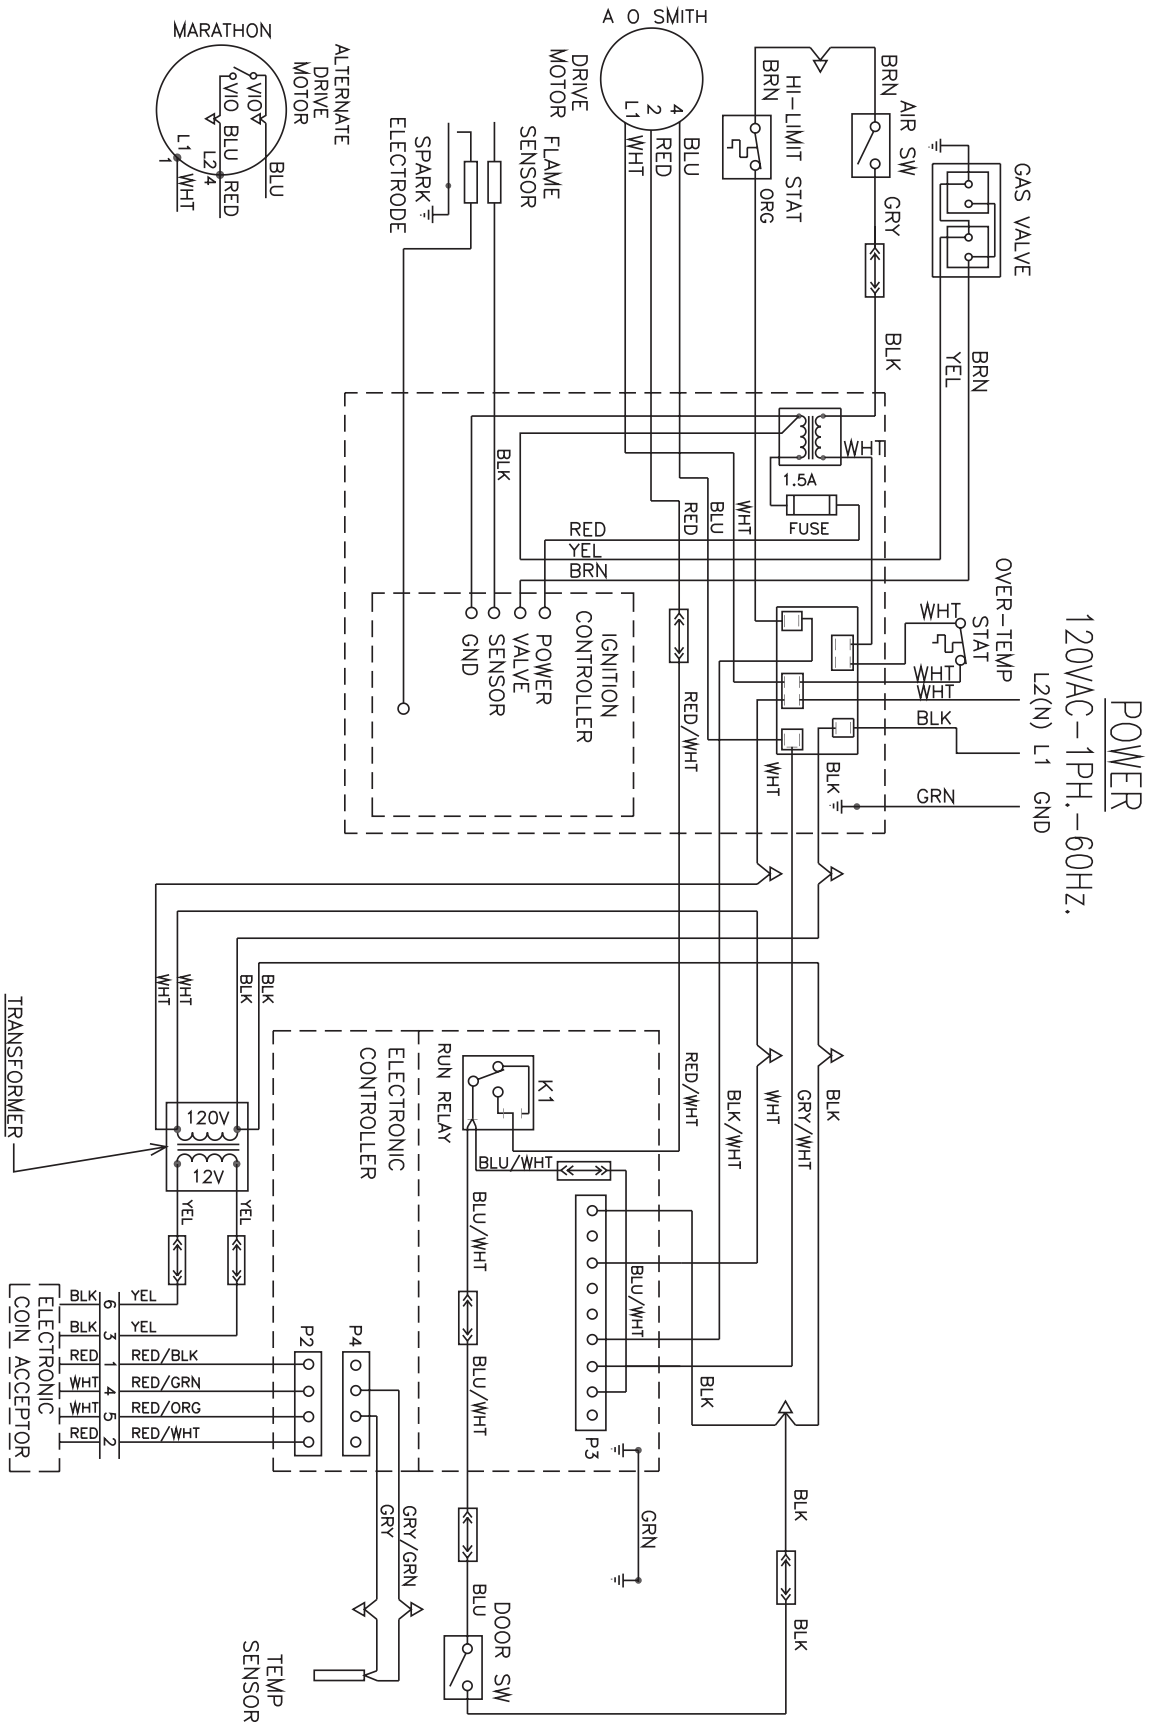 MARATHON
ALTERNATE
DRIVE
MOTOR
VIO
VIO
BLU
BLU
L1
1
L2
4
WHT
RED
A O SMITH
DRIVE
MOTOR
L1
2
4
WHT
RED
BLU
SPARK
ELECTRODE
FLAME
SENSOR
BRN
HI-LIMIT STAT
ORG
BRN
AIR SW
GRY
BLK
GAS VALVE
YEL
BRN
WHT
1.5A
FUSE
BLK
RED
BLU
WHT
RED
YEL
BRN
IGNITION
CONTROLLER
POWER
VALVE
SENSOR
GND
RED/WHT
WHT
OVER-TEMP
STAT
WHT
WHT
BLK
GRN
L2(N)
L1
GND
POWER
120VAC-1PH.-60Hz.
WHT
BLK
WHT
WHT
BLK
BLK
TRANSFORMER
120V
12V
YEL
YEL
ELECTRONIC
CONTROLLER
RUN RELAY
K1
RED/WHT
BLK/WHT
WHT
GRY/WHT
BLK
BLU/WHT
BLU/WHT
BLU/WHT
BLU/WHT
BLK
P3
P2
P4
ELECTRONIC
COIN ACCEPTOR
BLK 6 YEL
BLK 3 YEL
RED 1 RED/BLK
WHT 4 RED/GRN
WHT 5 RED/ORG
RED 2 RED/WHT
GRY
GRY/GRN
GRN
BLK
BLK
BLU
DOOR SW
TEMP
SENSOR